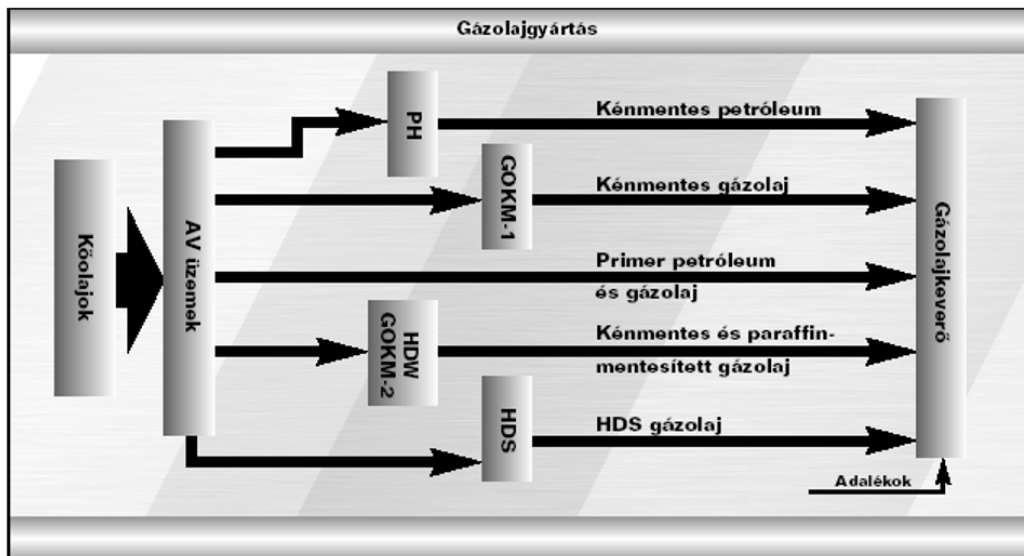 Gázolajgyártás
Kőolajok
AV üzemek
PH
Kénmentes petróleum
GOKM-1
Kénmentes gázolaj
Primer petróleum
és gázolaj
HDW
GOKM-2
Kénmentes és paraffin-
mentesített gázolaj
HDS
HDS gázolaj
Gázolajkeverő
Adalékok